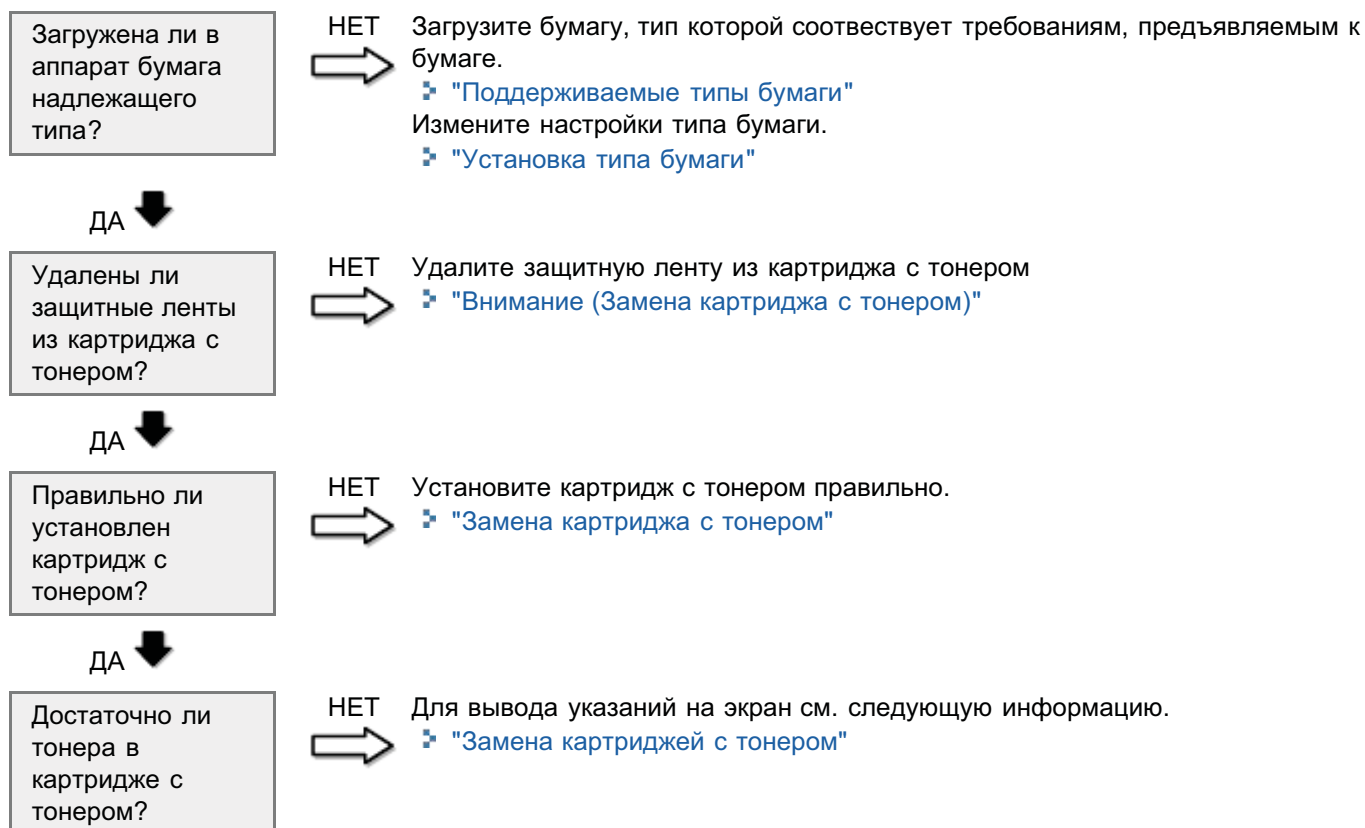 Загружена ли в
аппарат бумага
надлежащего
типа?
НЕТ
Загрузите бумагу, тип которой соотвествует требованиям, предъявляемым к
бумаге.
"Поддерживаемые типы бумаги"
Измените настройки типа бумаги.
"Установка типа бумаги"
ДА
Удалены ли
защитные ленты
из картриджа с
тонером?
НЕТ
Удалите защитную ленту из картриджа с тонером
"Внимание (Замена картриджа с тонером)"
ДА
Правильно ли
установлен
картридж с
тонером?
НЕТ
Установите картридж с тонером правильно.
"Замена картриджа с тонером"
ДА
Достаточно ли
тонера в
картридже с
тонером?
НЕТ
Для вывода указаний на экран см. следующую информацию.
"Замена картриджей с тонером"